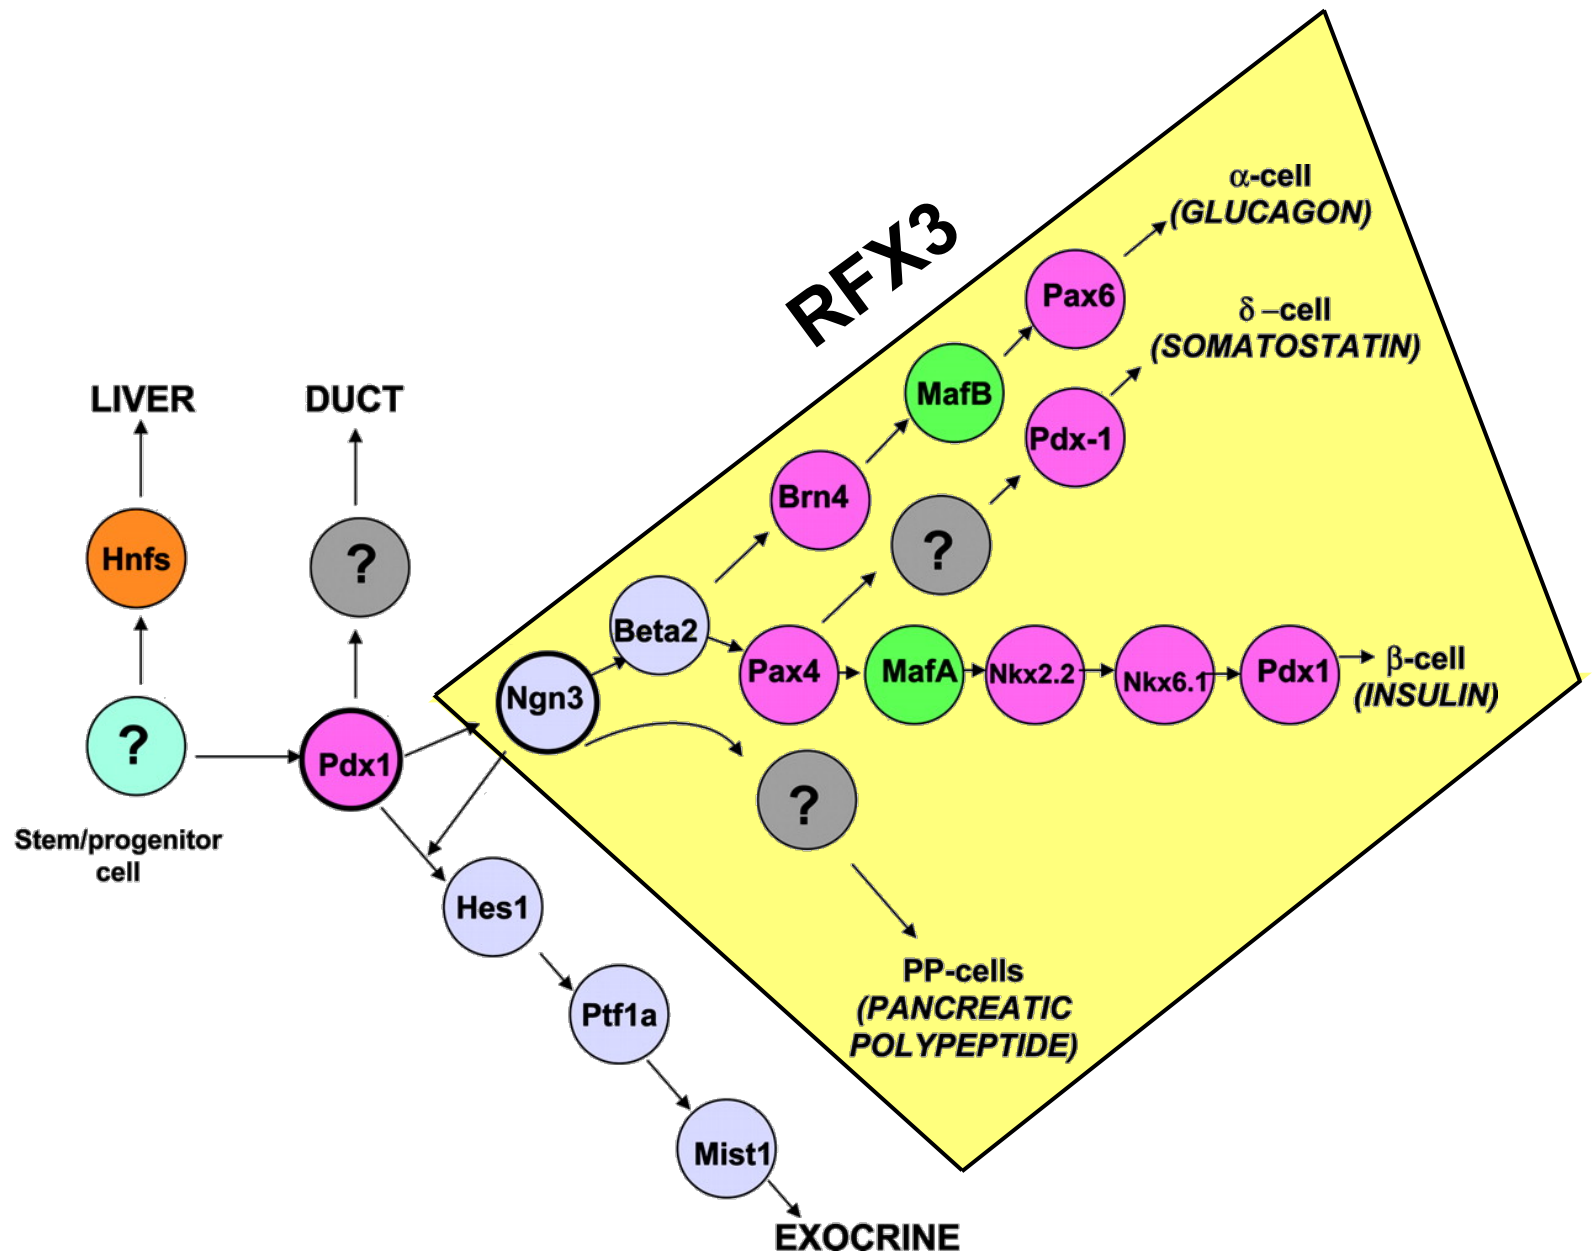 RFX3
α-cell
(GLUCAGON)
Pax6
δ –cell
(SOMATOSTATIN)
MafB
LIVER
DUCT
Pdx-1
Brn4
?
Hnfs
?
Beta2
Pax4
MafA
Nkx2.2
Nkx6.1
Pdx1
β-cell
(INSULIN)
Ngn3
?
Pdx1
?
Stem/progenitor
cell
Hes1
PP-cells
(PANCREATIC
POLYPEPTIDE)
Ptf1a
Mist1
EXOCRINE